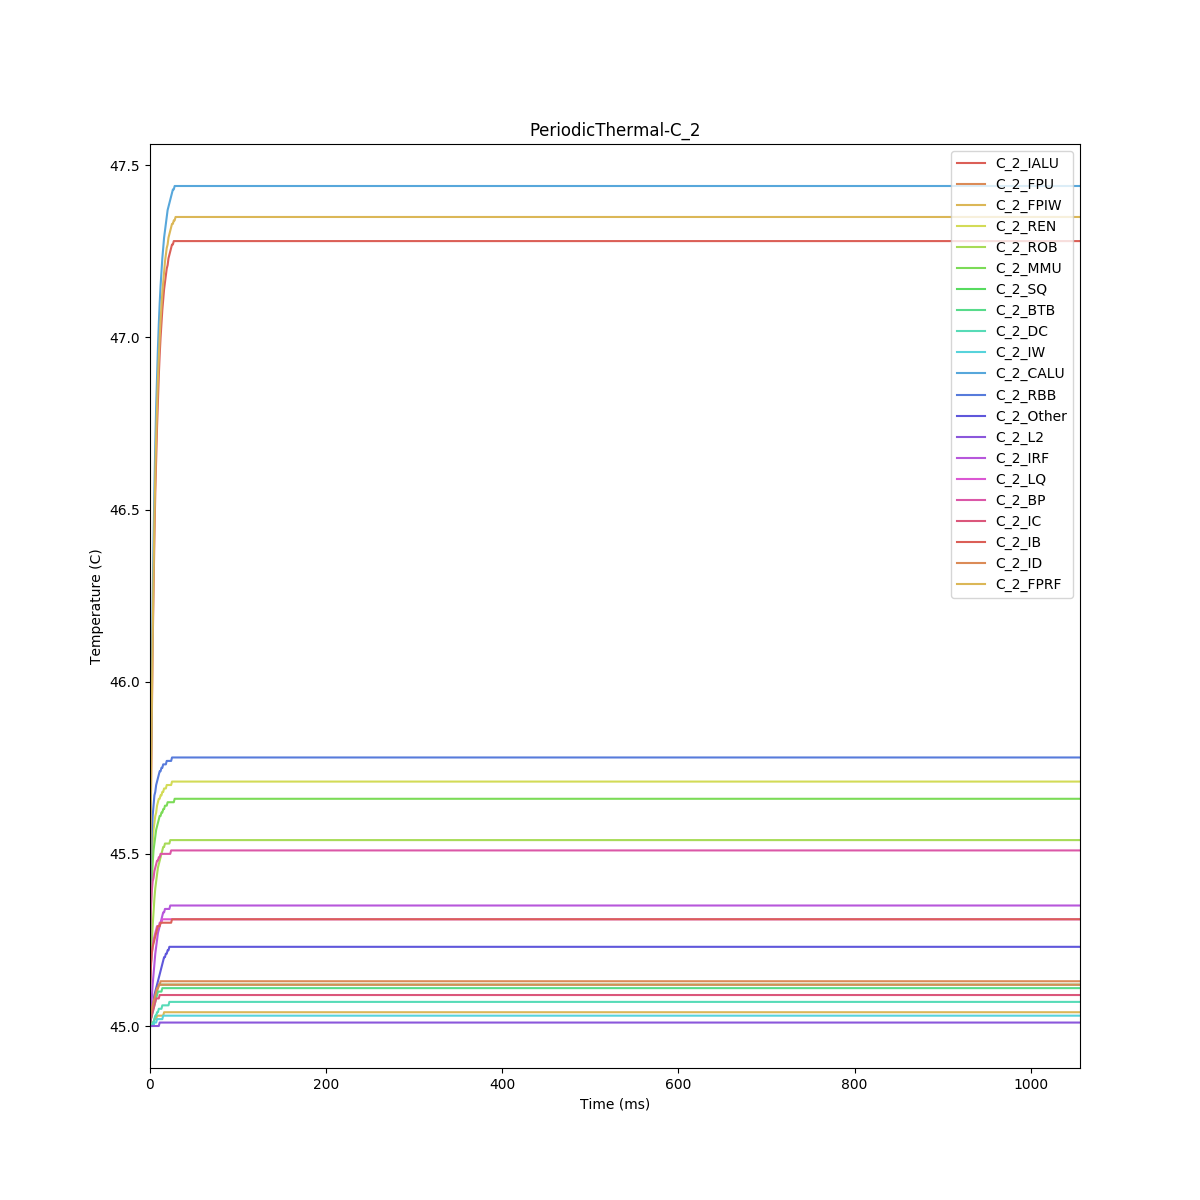 PeriodicThermal-C_2
47.5
47.0
46.5
46.0
45.5
45.0
Temperature (C)
0 200 400 600 800 1000
Time (ms)
C_2_IALU
C_2_FPU
C_2_FPIW
C_2_REN
C_2_ROB
C_2_MMU
C_2_SQ
C_2_BTB
C_2_DC
C_2_IW
C_2_CALU
C_2_RBB
C_2_Other
C_2_L2
C_2_IRF
C_2_LQ
C_2_BP
C_2_IC
C_2_IB
C_2_ID
C_2_FPRF